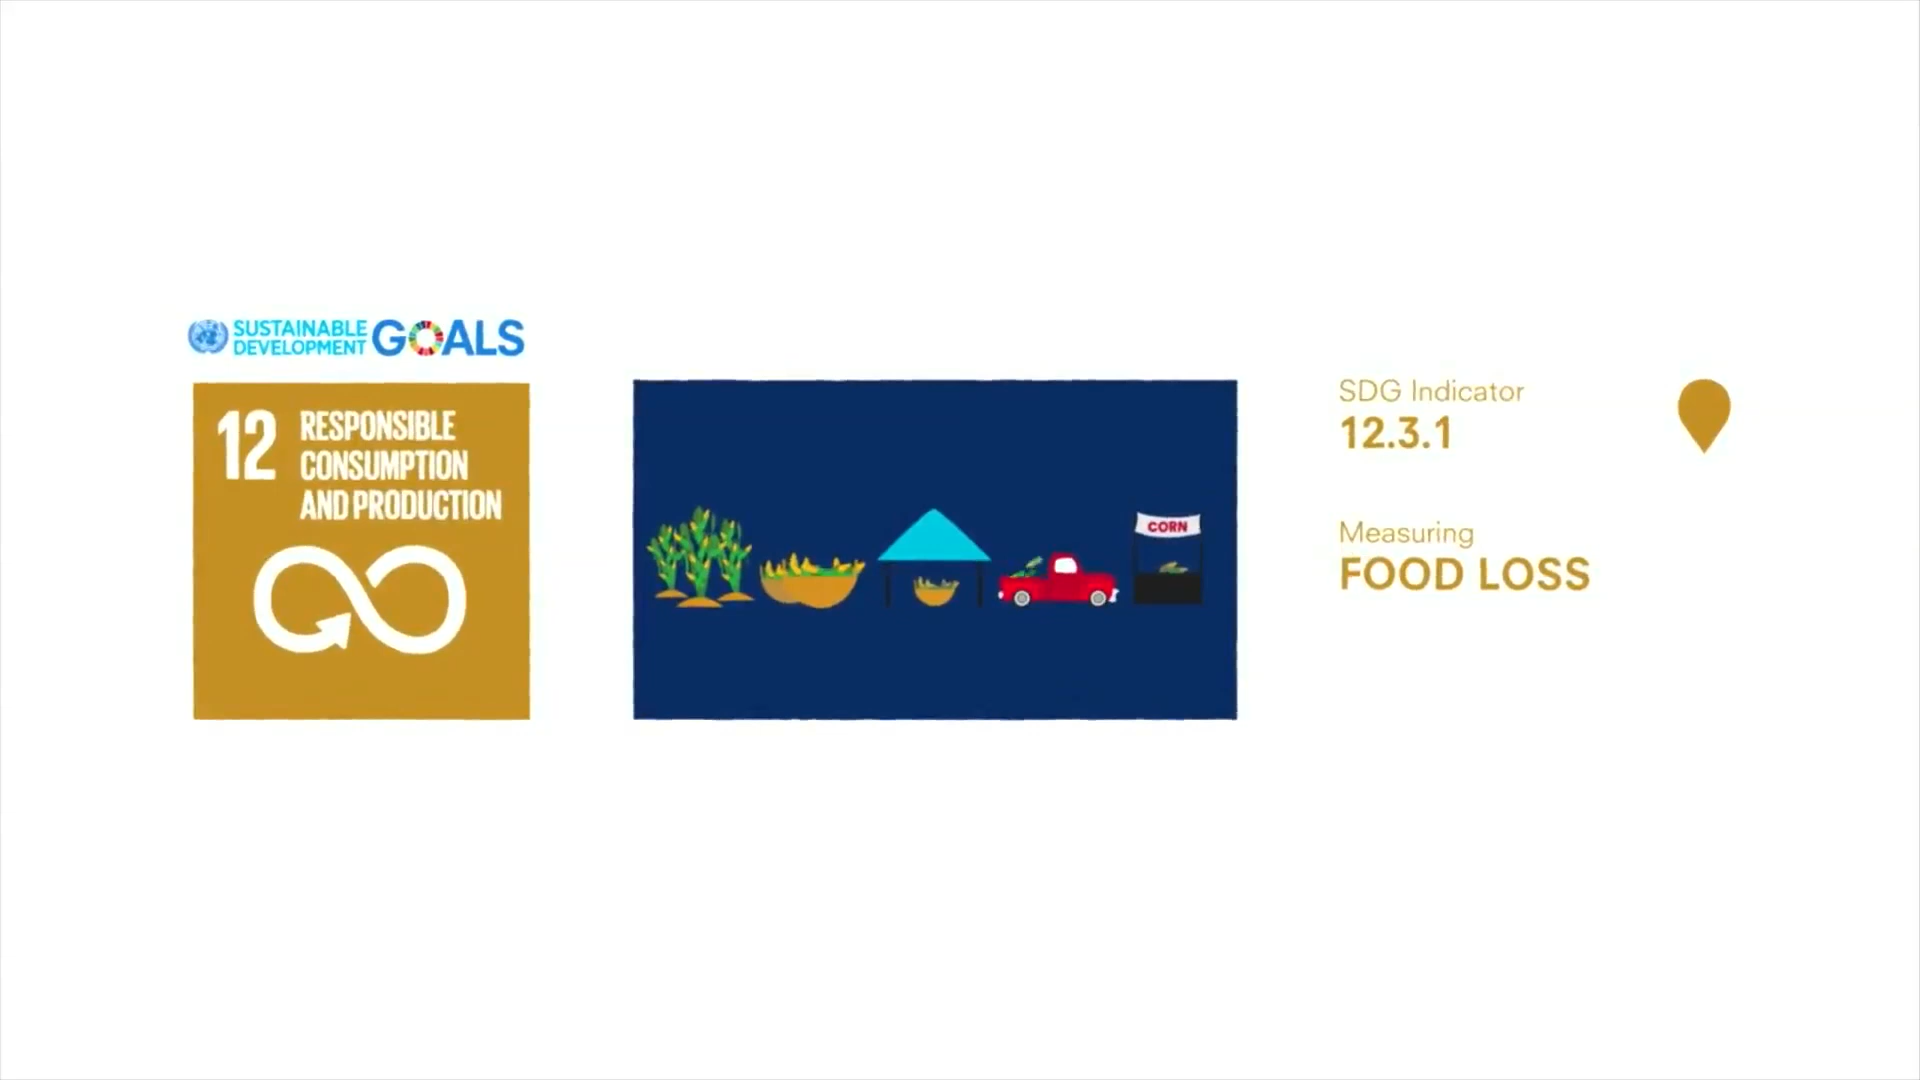 SUSTAINABLE
DEVELOPMENT
GOALS
12
RESPONSIBLE
CONSUMPTION
AND PRODUCTION
CORN
SDG Indicator
12.3.1
Measuring
FOOD LOSS